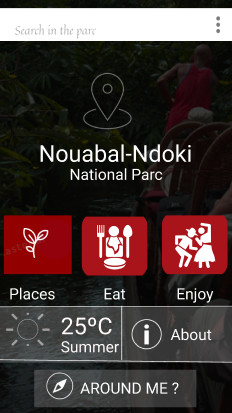 Search in the parc
Nouabal-Ndoki
National Parc
Places
Eat
Enjoy
25ºC
Summer
About
AROUND ME ?